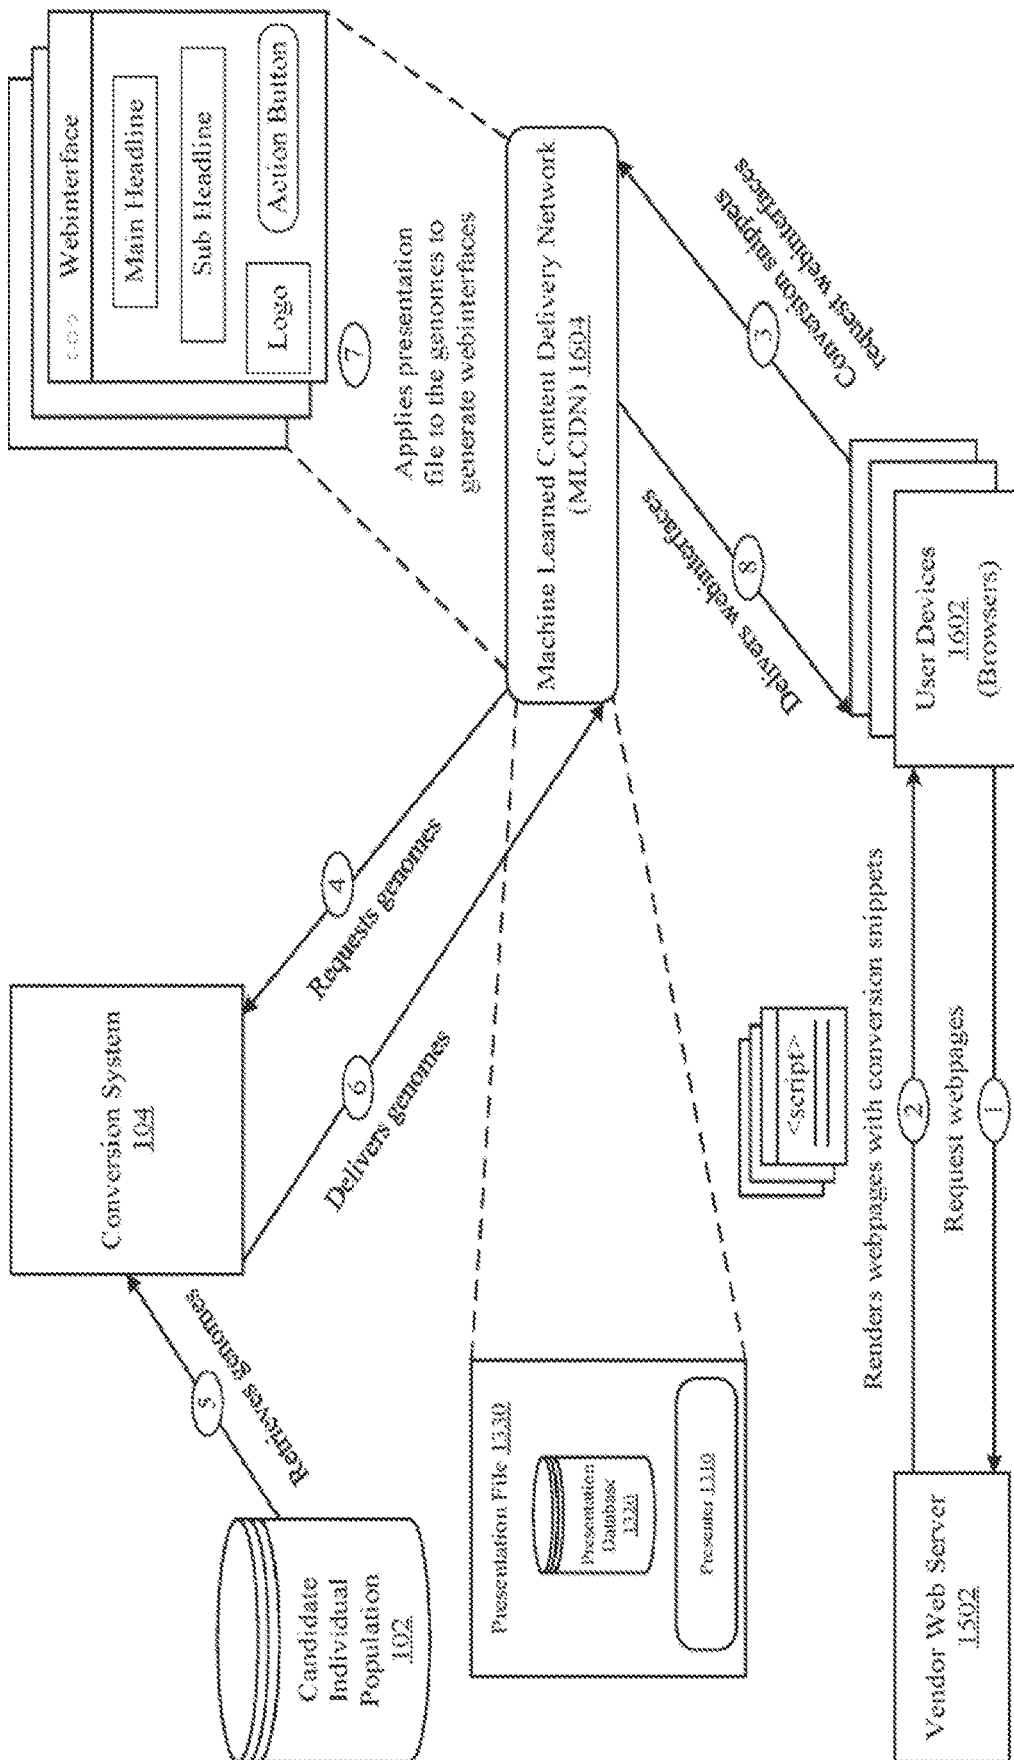 Candidate
Individual
Population
102
5
Retrieves genomes
Conversion System
104
4
Requests genomes
6
Delivers genomes
Webinterface
Main Headline
Sub Headline
Logo
Action Button
7
Applies presentation
file to the genomes to
generate webinterfaces
Machine Learned Content Delivery Network
(MLCDN) 1604
Presentation File 1330
Presentation
Database
1320
Presenter 1310
<script>
3
Conversion snippets
request webinterfaces
8
Delivers webinterfaces
Renders webpages with conversion snippets
2
Request webpages
1
Vendor Web Server
1502
User Devices
1602
(Browsers)